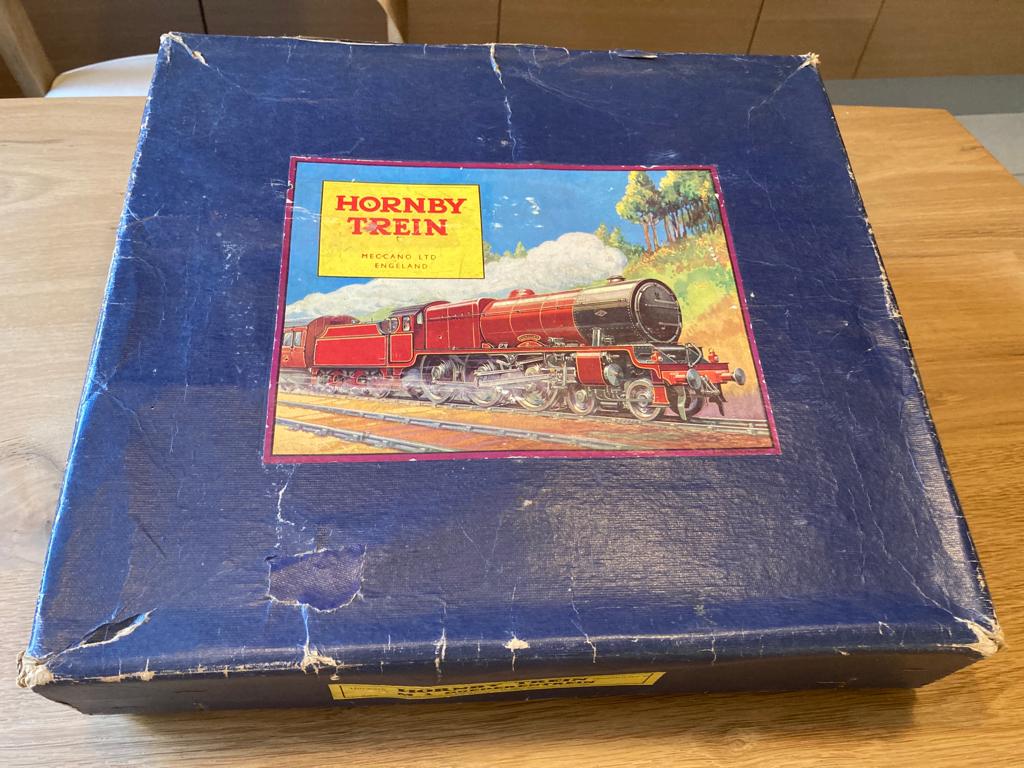 HORNBY
TREIN
MECCANO LTD
ENGELAND
HORNBY TREIN